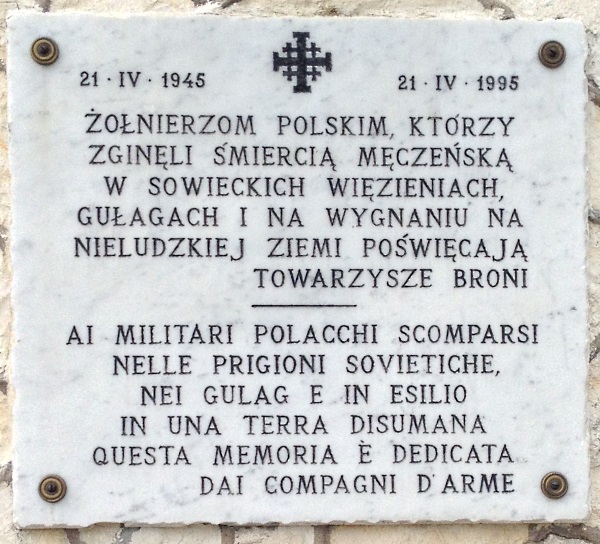 21·IV·1945 21·IV·1995
ŻOŁNIERZOM POLSKIM, KTÓRZY
ZGINĘLI ŚMIERCIĄ MĘCZEŃSKĄ
W SOWIECKICH WIĘZIENIACH,
GUŁAGACH I NA WYGNANIU NA
NIELUDZKIEJ ZIEMI POŚWIĘCAJĄ
TOWARZYSZE BRONI
AI MILITARI POLACCHI SCOMPARSI
NELLE PRIGIONI SOVIETICHE,
NEI GULAG E IN ESILIO
IN UNA TERRA DISUMANA
QUESTA MEMORIA È DEDICATA
DAI COMPAGNI D'ARME